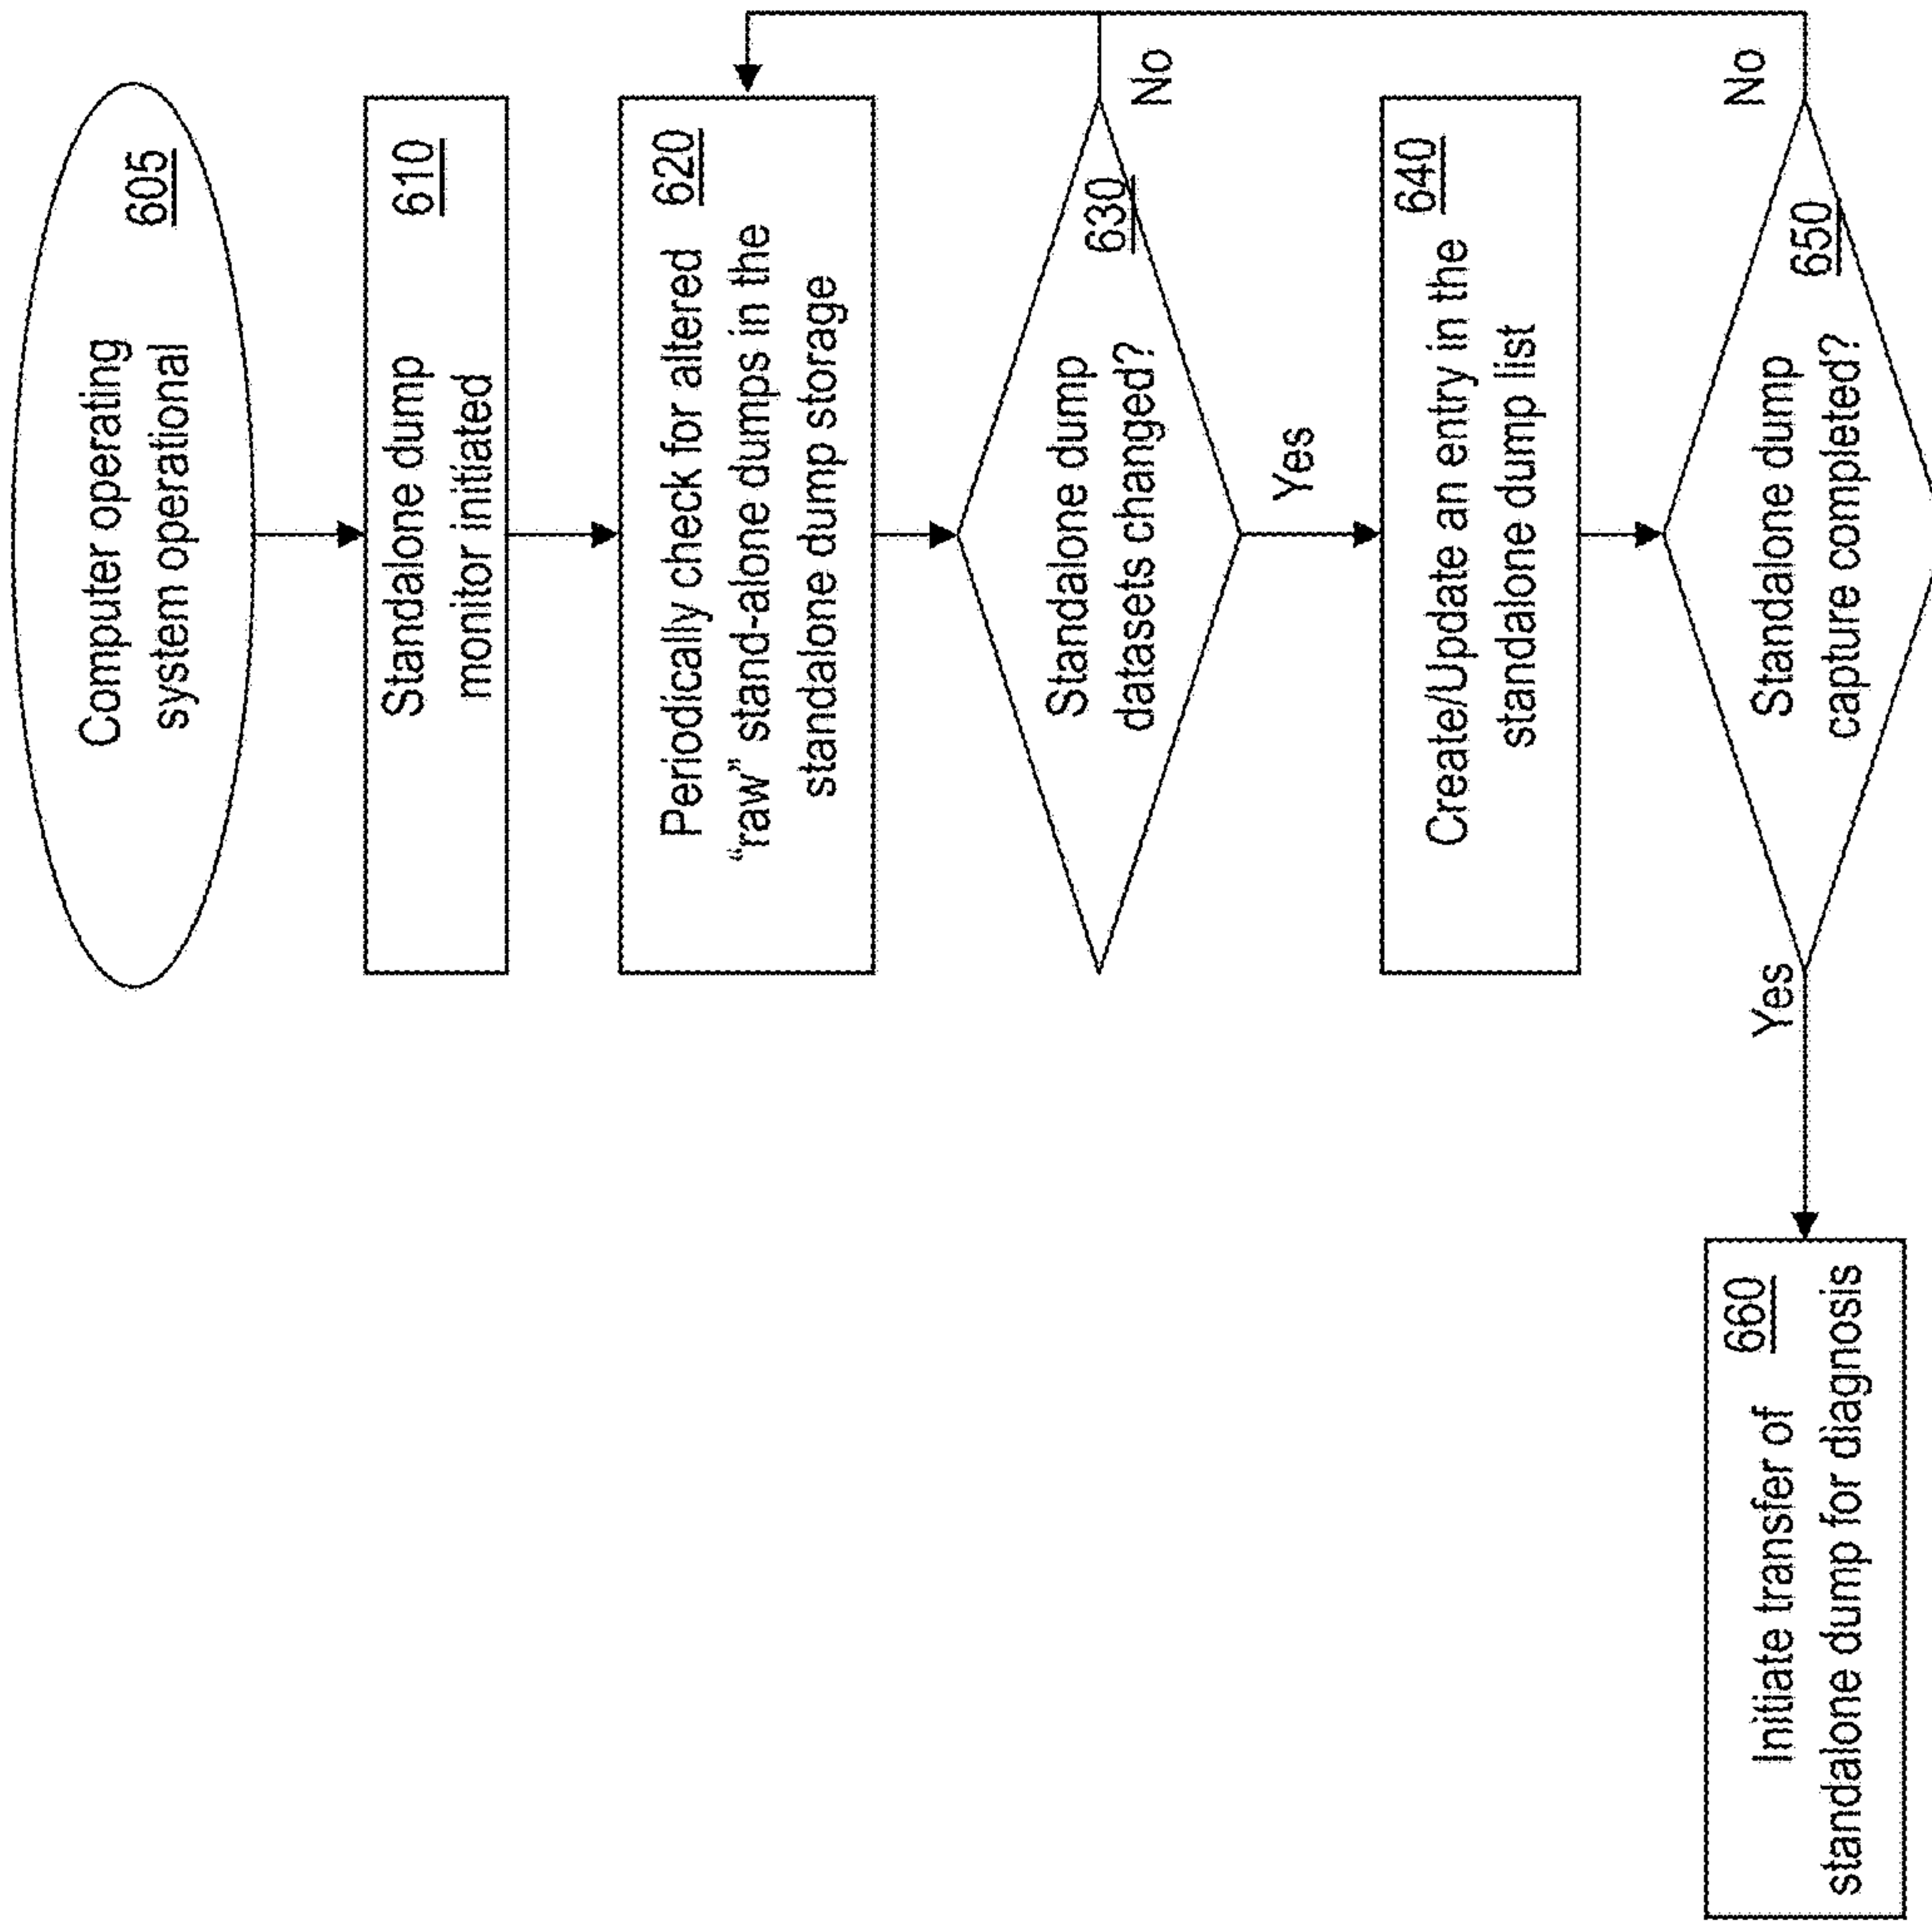 Computer operating 605
system operational
Standalone dump 610
monitor initiated
Periodically check for altered 620
“raw” stand-alone dumps in the
standalone dump storage
Standalone dump 630
datasets changed?
No
Yes
Create/Update an entry in the 640
standalone dump list
Standalone dump 650
capture completed?
No
Yes
Initiate transfer of 660
standalone dump for diagnosis